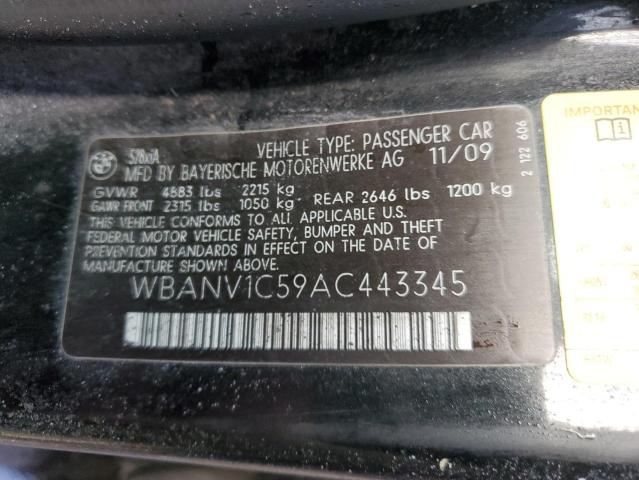 528xiA VEHICLE TYPE: PASSENGER CAR
MFD BY BAYERISCHE MOTORENWERKE AG 11/09
GVWR 4883 lbs 2215 kg
GAWR FRONT 2315 lbs 1050 kg REAR 2646 lbs 1200 kg
THIS VEHICLE CONFORMS TO ALL APPLICABLE U.S.
FEDERAL MOTOR VEHICLE SAFETY, BUMPER AND THEFT
PREVENTION STANDARDS IN EFFECT ON THE DATE OF
MANUFACTURE SHOWN ABOVE.
WBANV1C59AC443345
2 122 606
IMPORTAN